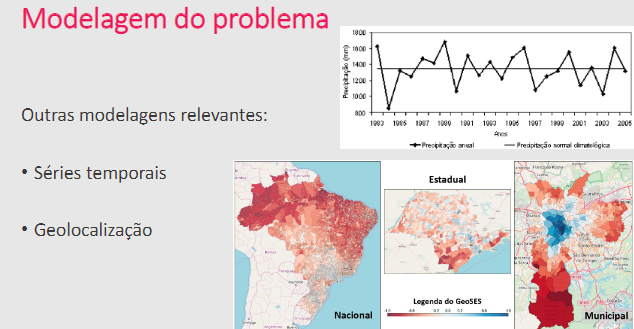 Modelagem do problema
Outras modelagens relevantes:
• Séries temporais
• Geolocalização
Precipitação (mm)
1800
1600
1400
1200
1000
800
1983 1985 1987 1989 1991 1993 1995 1997 1999 2001 2003 2005
Anos
Precipitação anual Precipitação normal climatológica
Nacional
Estadual
Legenda do GeoSES
Municipal